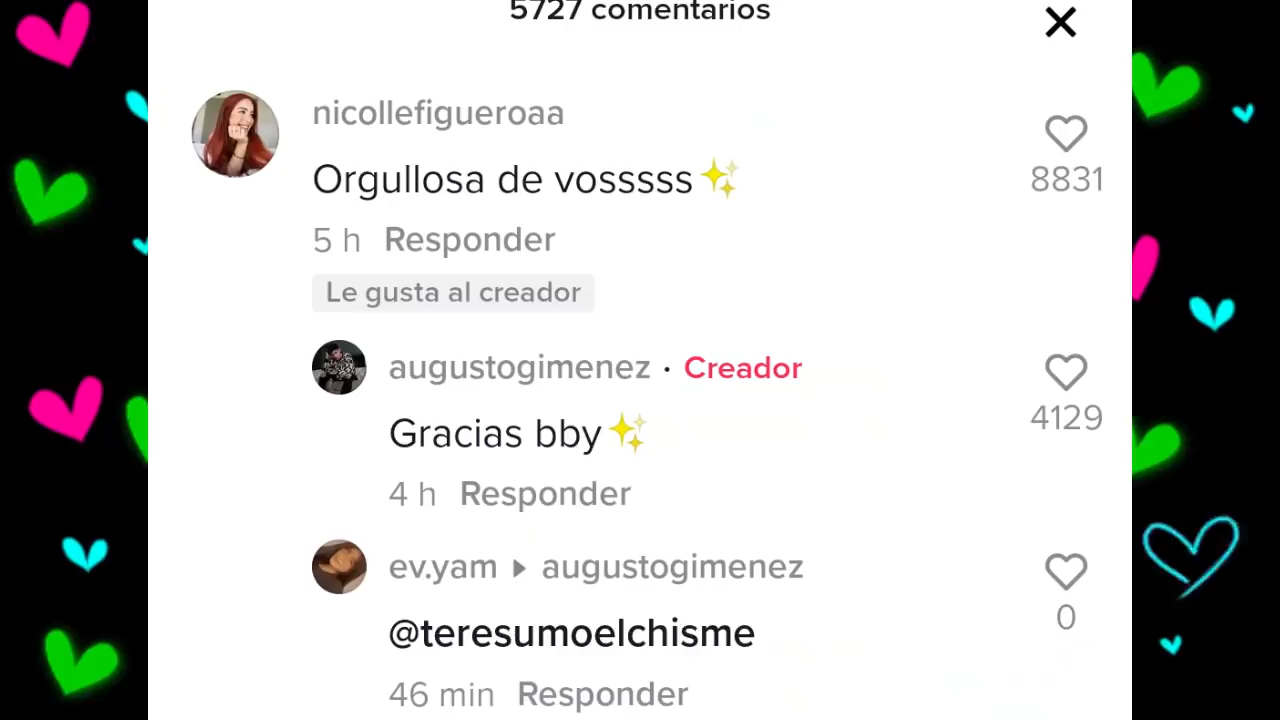 5727 comentarios
nicollefigueroaa
Orgullosa de vosssss✨
8831
5 h Responder
Le gusta al creador
augustogimenez · Creador
4129
Gracias bby✨
4 h Responder
ev.yam ▸ augustogimenez
0
@teresumoelchisme
46 min Responder